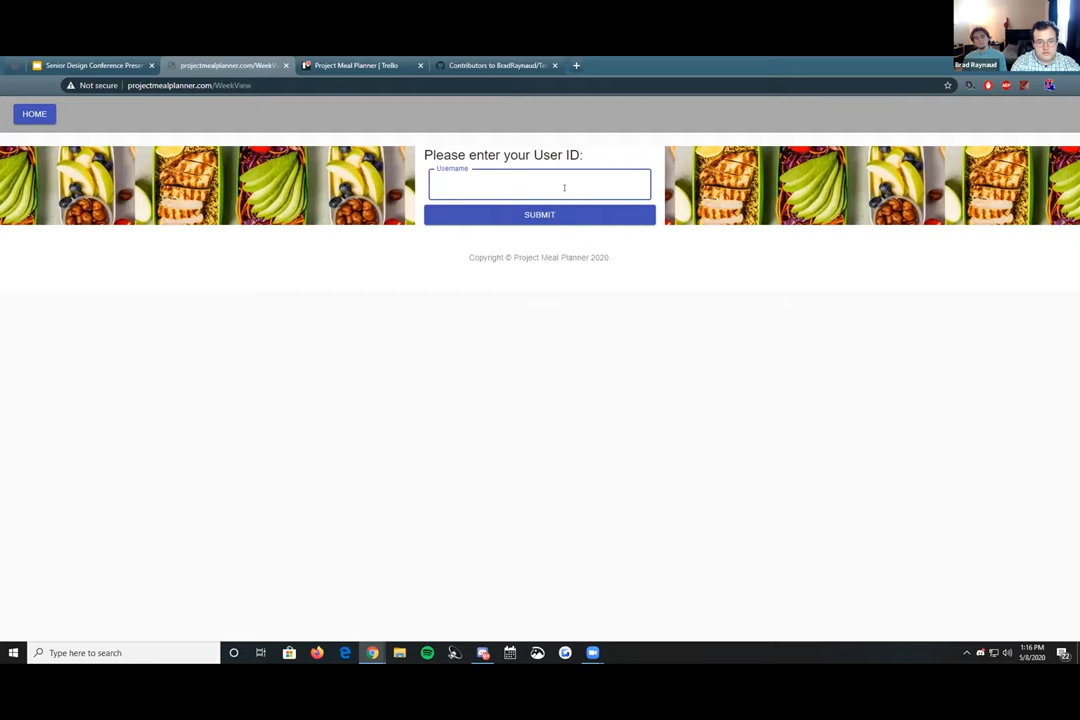 Brad Raynaud
Senior Design Conference Prese
projectmealplanner.com/WeekV
Project Meal Planner | Trello
Contributors to BradRaynaud/Te
Not secure
projectmealplanner.com/WeekView
HOME
Please enter your User ID:
Username
SUBMIT
Copyright © Project Meal Planner 2020.
Type here to search
1:16 PM
5/8/2020
22